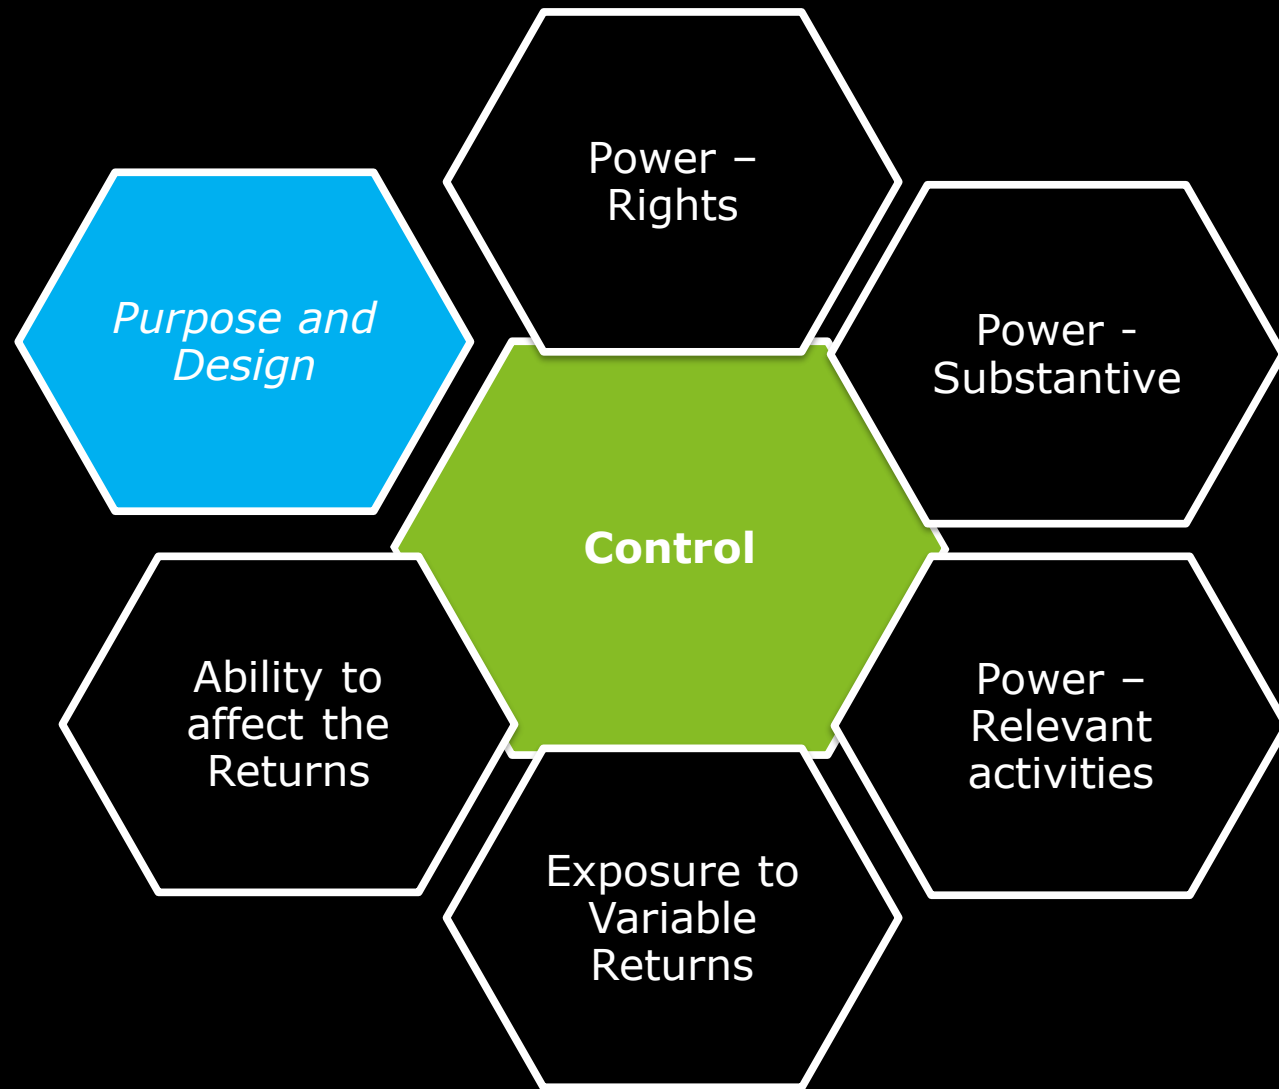 Power –
Rights
Purpose and
Design
Power -
Substantive
Control
Ability to
affect the
Returns
Power –
Relevant
activities
Exposure to
Variable
Returns